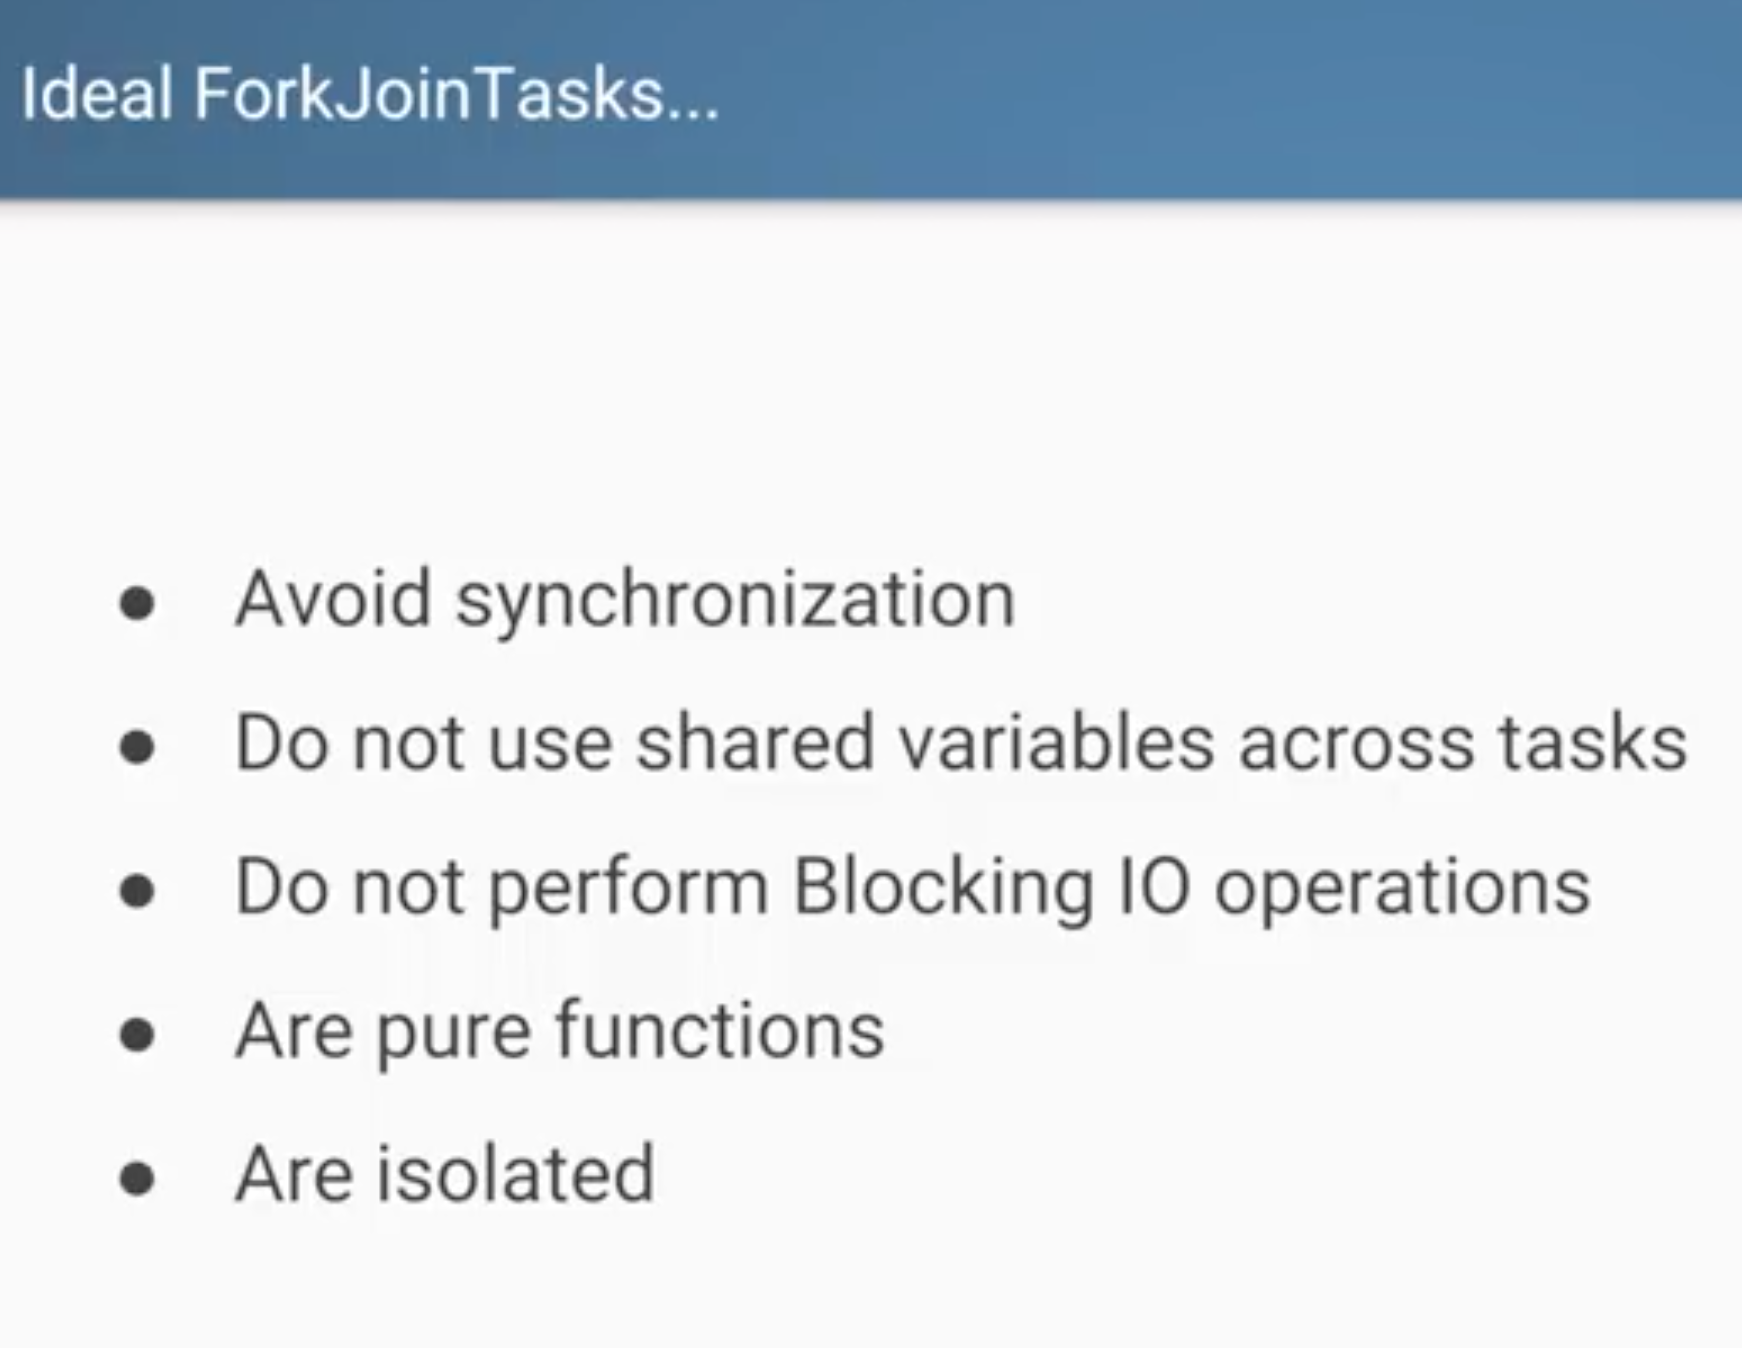 Ideal ForkJoinTasks...
● Avoid synchronization
● Do not use shared variables across tasks
● Do not perform Blocking IO operations
● Are pure functions
● Are isolated